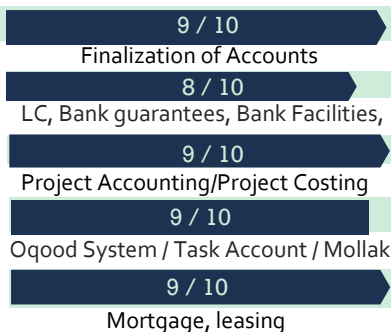 9 / 10
Finalization of Accounts
8 / 10
LC, Bank guarantees, Bank Facilities,
9 / 10
Project Accounting/Project Costing
9 / 10
Oqood System / Task Account / Mollak
9 / 10
Mortgage, leasing